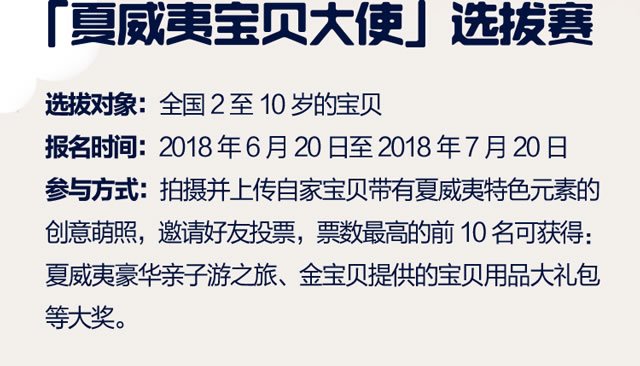 「夏威夷宝贝大使」选拔赛
选拔对象：全国 2 至 10 岁的宝贝
报名时间：2018 年 6 月 20 日至 2018 年 7 月 20 日
参与方式：拍摄并上传自家宝贝带有夏威夷特色元素的
创意萌照，邀请好友投票，票数最高的前 10 名可获得：
夏威夷豪华亲子游之旅、金宝贝提供的宝贝用品大礼包
等大奖。